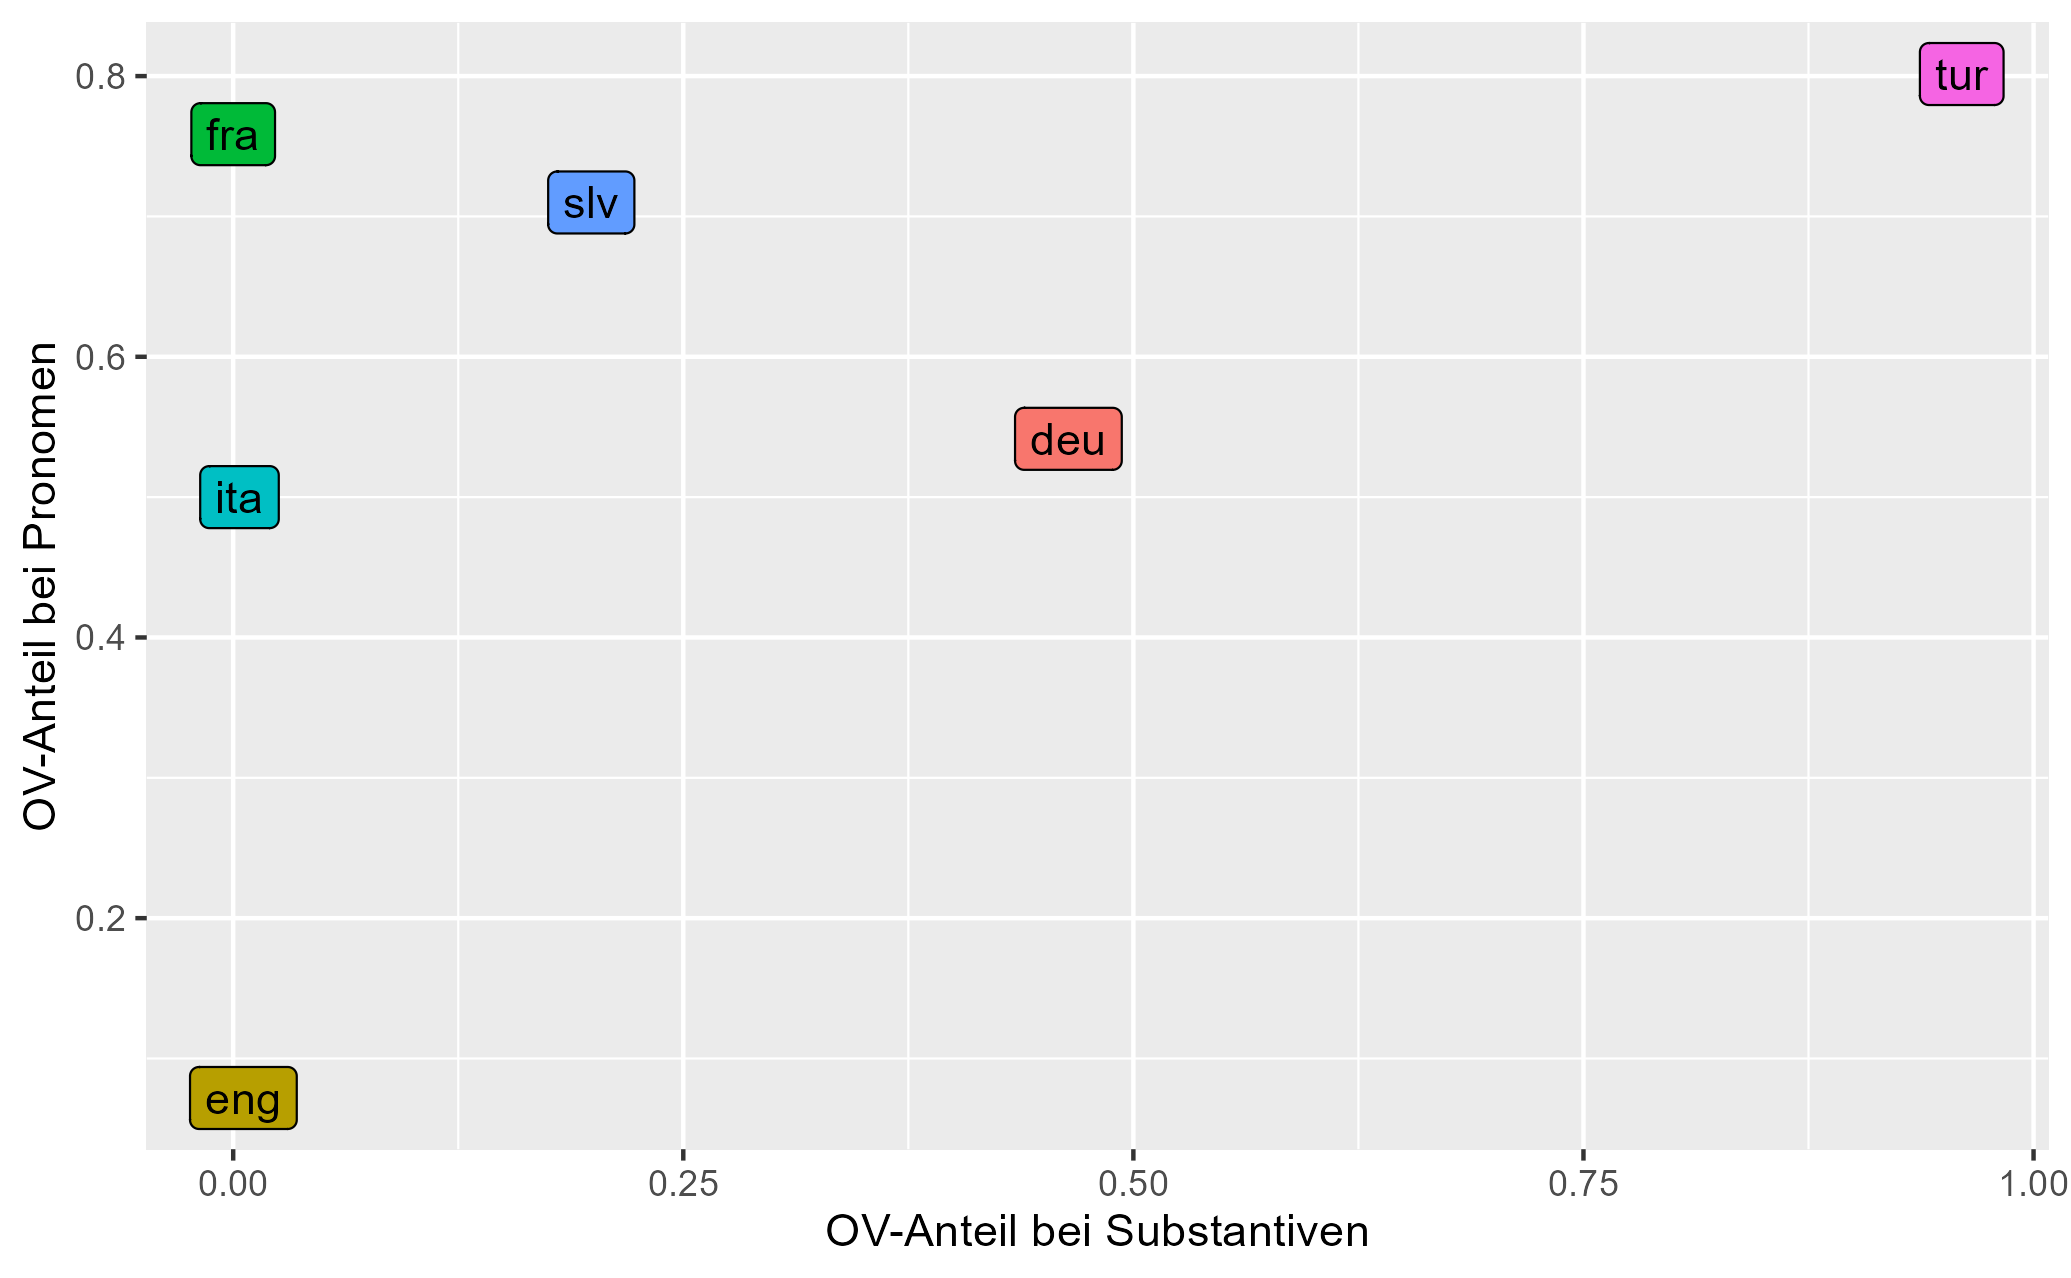 OV-Anteil bei Pronomen
0.8
0.6
0.4
0.2
tur
fra
slv
deu
ita
eng
0.00
0.25
0.50
0.75
1.00
OV-Anteil bei Substantiven